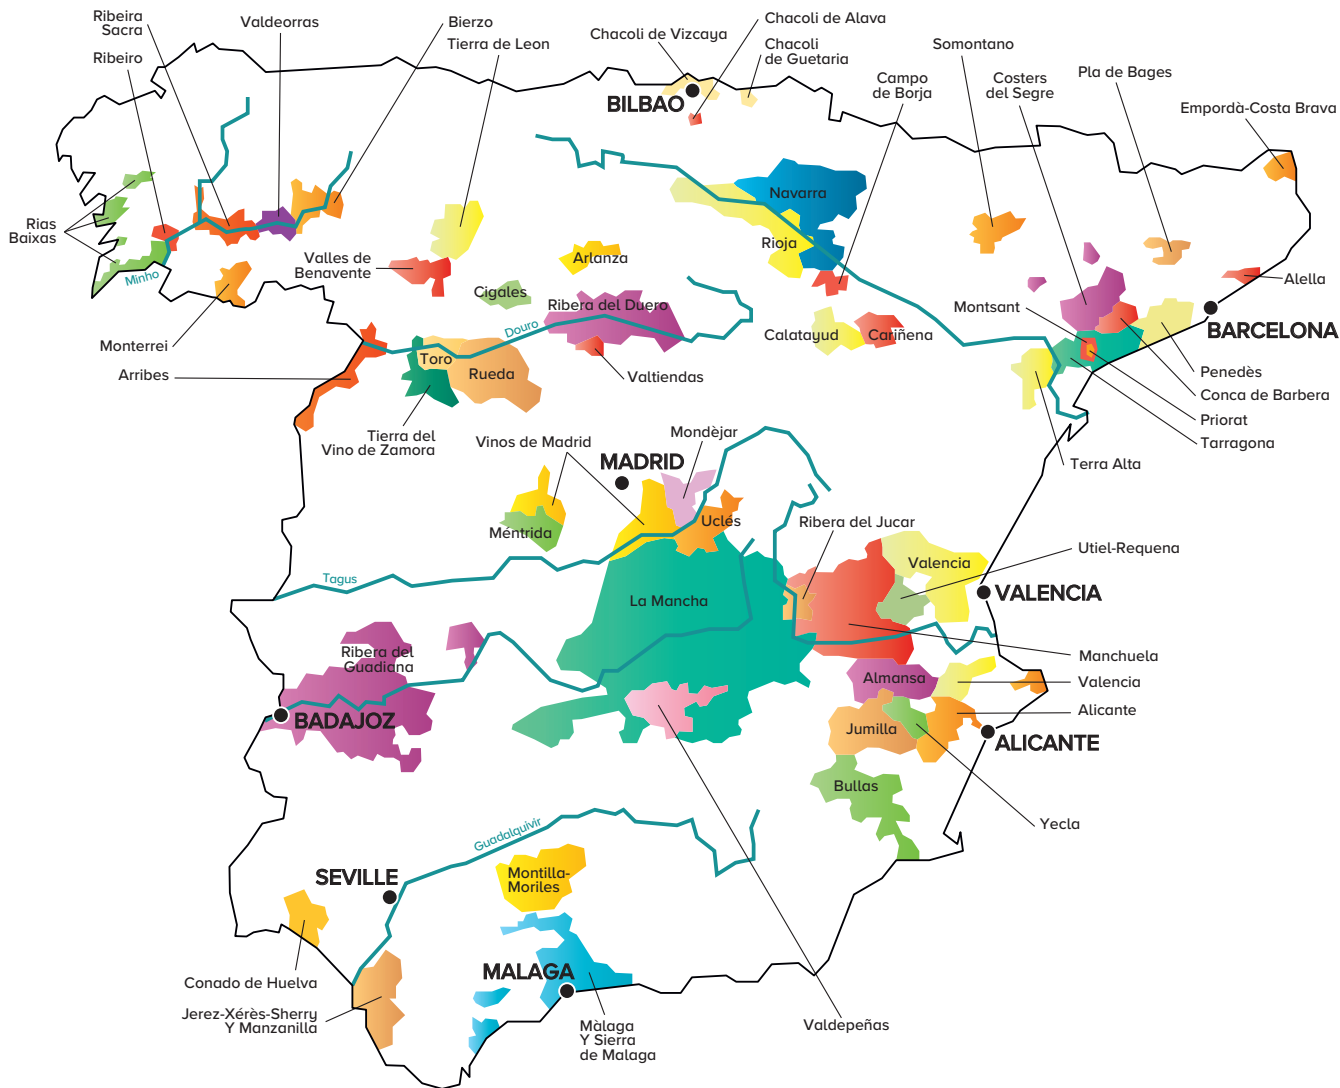 Ribeira
Sacra
Valdeorras
Bierzo
Tierra de Leon
Ribeiro
Chacoli de Vizcaya
Chacoli de Alava
Chacoli
de Guetaria
Campo
de Borja
Somontano
Costers
del Segre
Pla de Bages
Empordà-Costa Brava
BILBAO
Rias
Baixas
Minho
Monterrei
Arribes
Valles de
Benavente
Cigales
Arlanza
Navarra
Rioja
Ribera del Duero
Douro
Toro
Rueda
Valtiendas
Calatayud
Cariñena
Montsant
Alella
BARCELONA
Penedès
Conca de Barbera
Priorat
Tarragona
Terra Alta
Tierra del
Vino de Zamora
Vinos de Madrid
MADRID
Mondèjar
Méntrida
Uclés
Ribera del Jucar
Valencia
Utiel-Requena
VALENCIA
Tagus
La Mancha
Manchuela
Ribera del
Guadiana
Almansa
Valencia
Alicante
BADAJOZ
Jumilla
ALICANTE
Bullas
Yecla
Guadalquivir
SEVILLE
Montilla-
Moriles
Conado de Huelva
MALAGA
Jerez-Xérès-Sherry
Y Manzanilla
Màlaga
Y Sierra
de Malaga
Valdepeñas